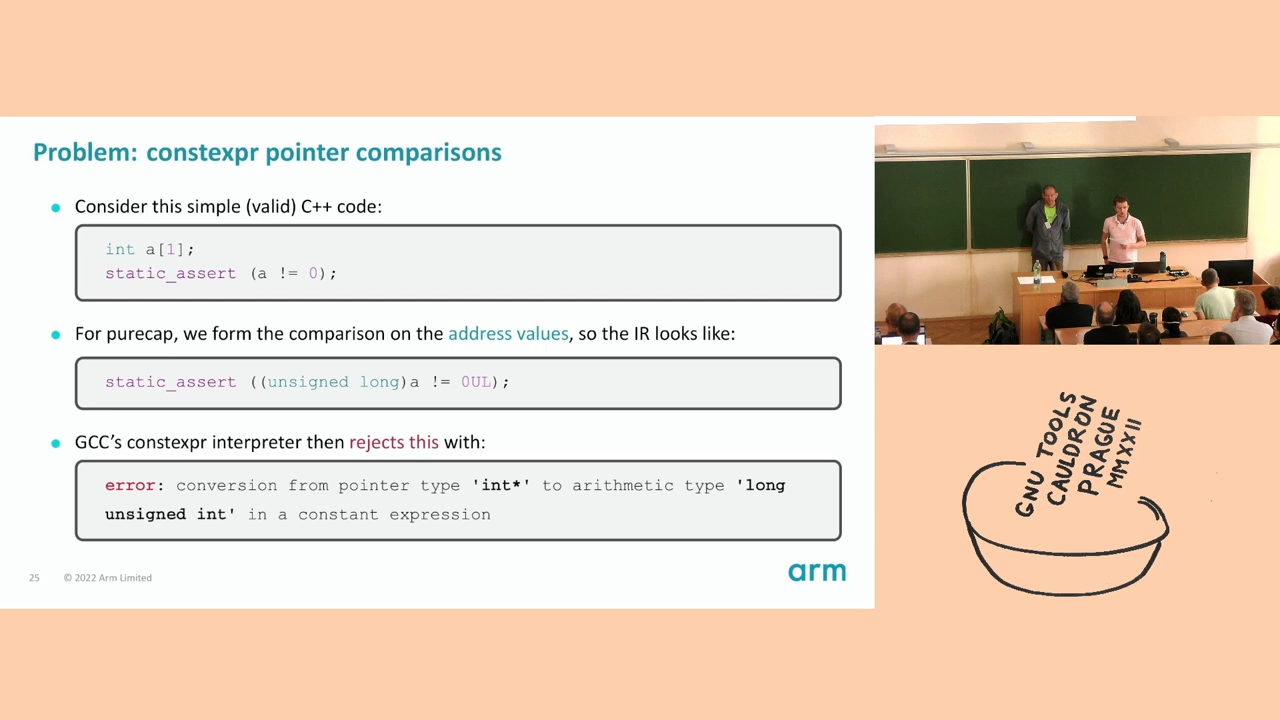 Problem: constexpr pointer comparisons
Consider this simple (valid) C++ code:
int a[1];
static_assert (a != 0);
For purecap, we form the comparison on the address values, so the IR looks like:
static_assert ((unsigned long)a != 0UL);
GCC’s constexpr interpreter then rejects this with:
error: conversion from pointer type 'int*' to arithmetic type 'long
unsigned int' in a constant expression
25 © 2022 Arm Limited
arm
GNU TOOLS
CAULDRON
PRAGUE
MMXXII